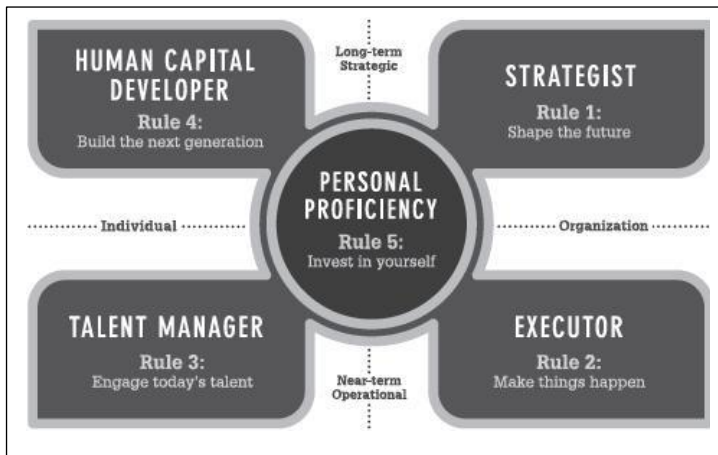 HUMAN CAPITAL
DEVELOPER
Rule 4:
Build the next generation
Long-term
Strategic
STRATEGIST
Rule 1:
Shape the future
PERSONAL
PROFICIENCY
Rule 5:
Invest in yourself
Individual
Organization
TALENT MANAGER
Rule 3:
Engage today's talent
Near-term
Operational
EXECUTOR
Rule 2:
Make things happen